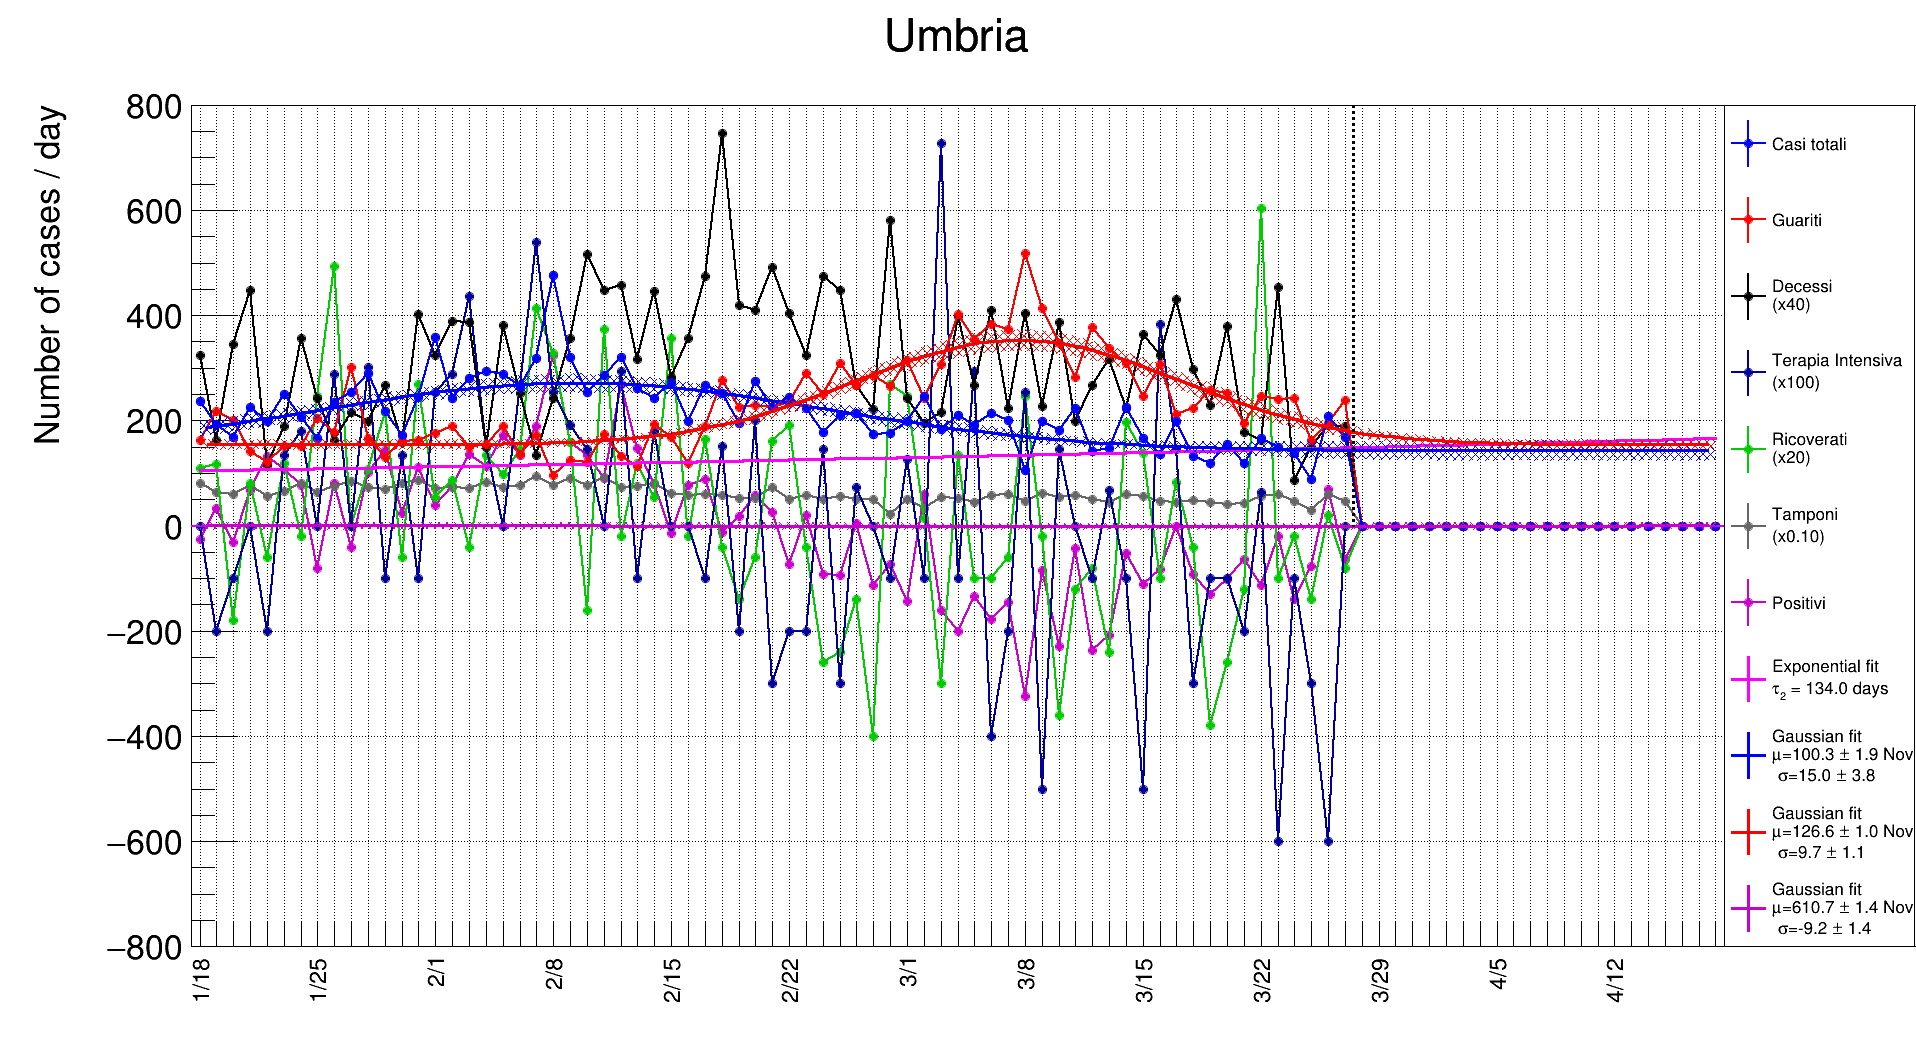 Umbria
Number of cases / day
800
600
400
200
0
−200
−400
−600
−800
1/18
1/25
2/1
2/8
2/15
2/22
3/1
3/8
3/15
3/22
3/29
4/5
4/12
Casi totali
Guariti
Decessi
(x40)
Terapia Intensiva
(x100)
Ricoverati
(x20)
Tamponi
(x0.10)
Positivi
Exponential fit
τ2 = 134.0 days
Gaussian fit
μ=100.3 ± 1.9 Nov
σ=15.0 ± 3.8
Gaussian fit
μ=126.6 ± 1.0 Nov
σ=9.7 ± 1.1
Gaussian fit
μ=610.7 ± 1.4 Nov
σ=-9.2 ± 1.4